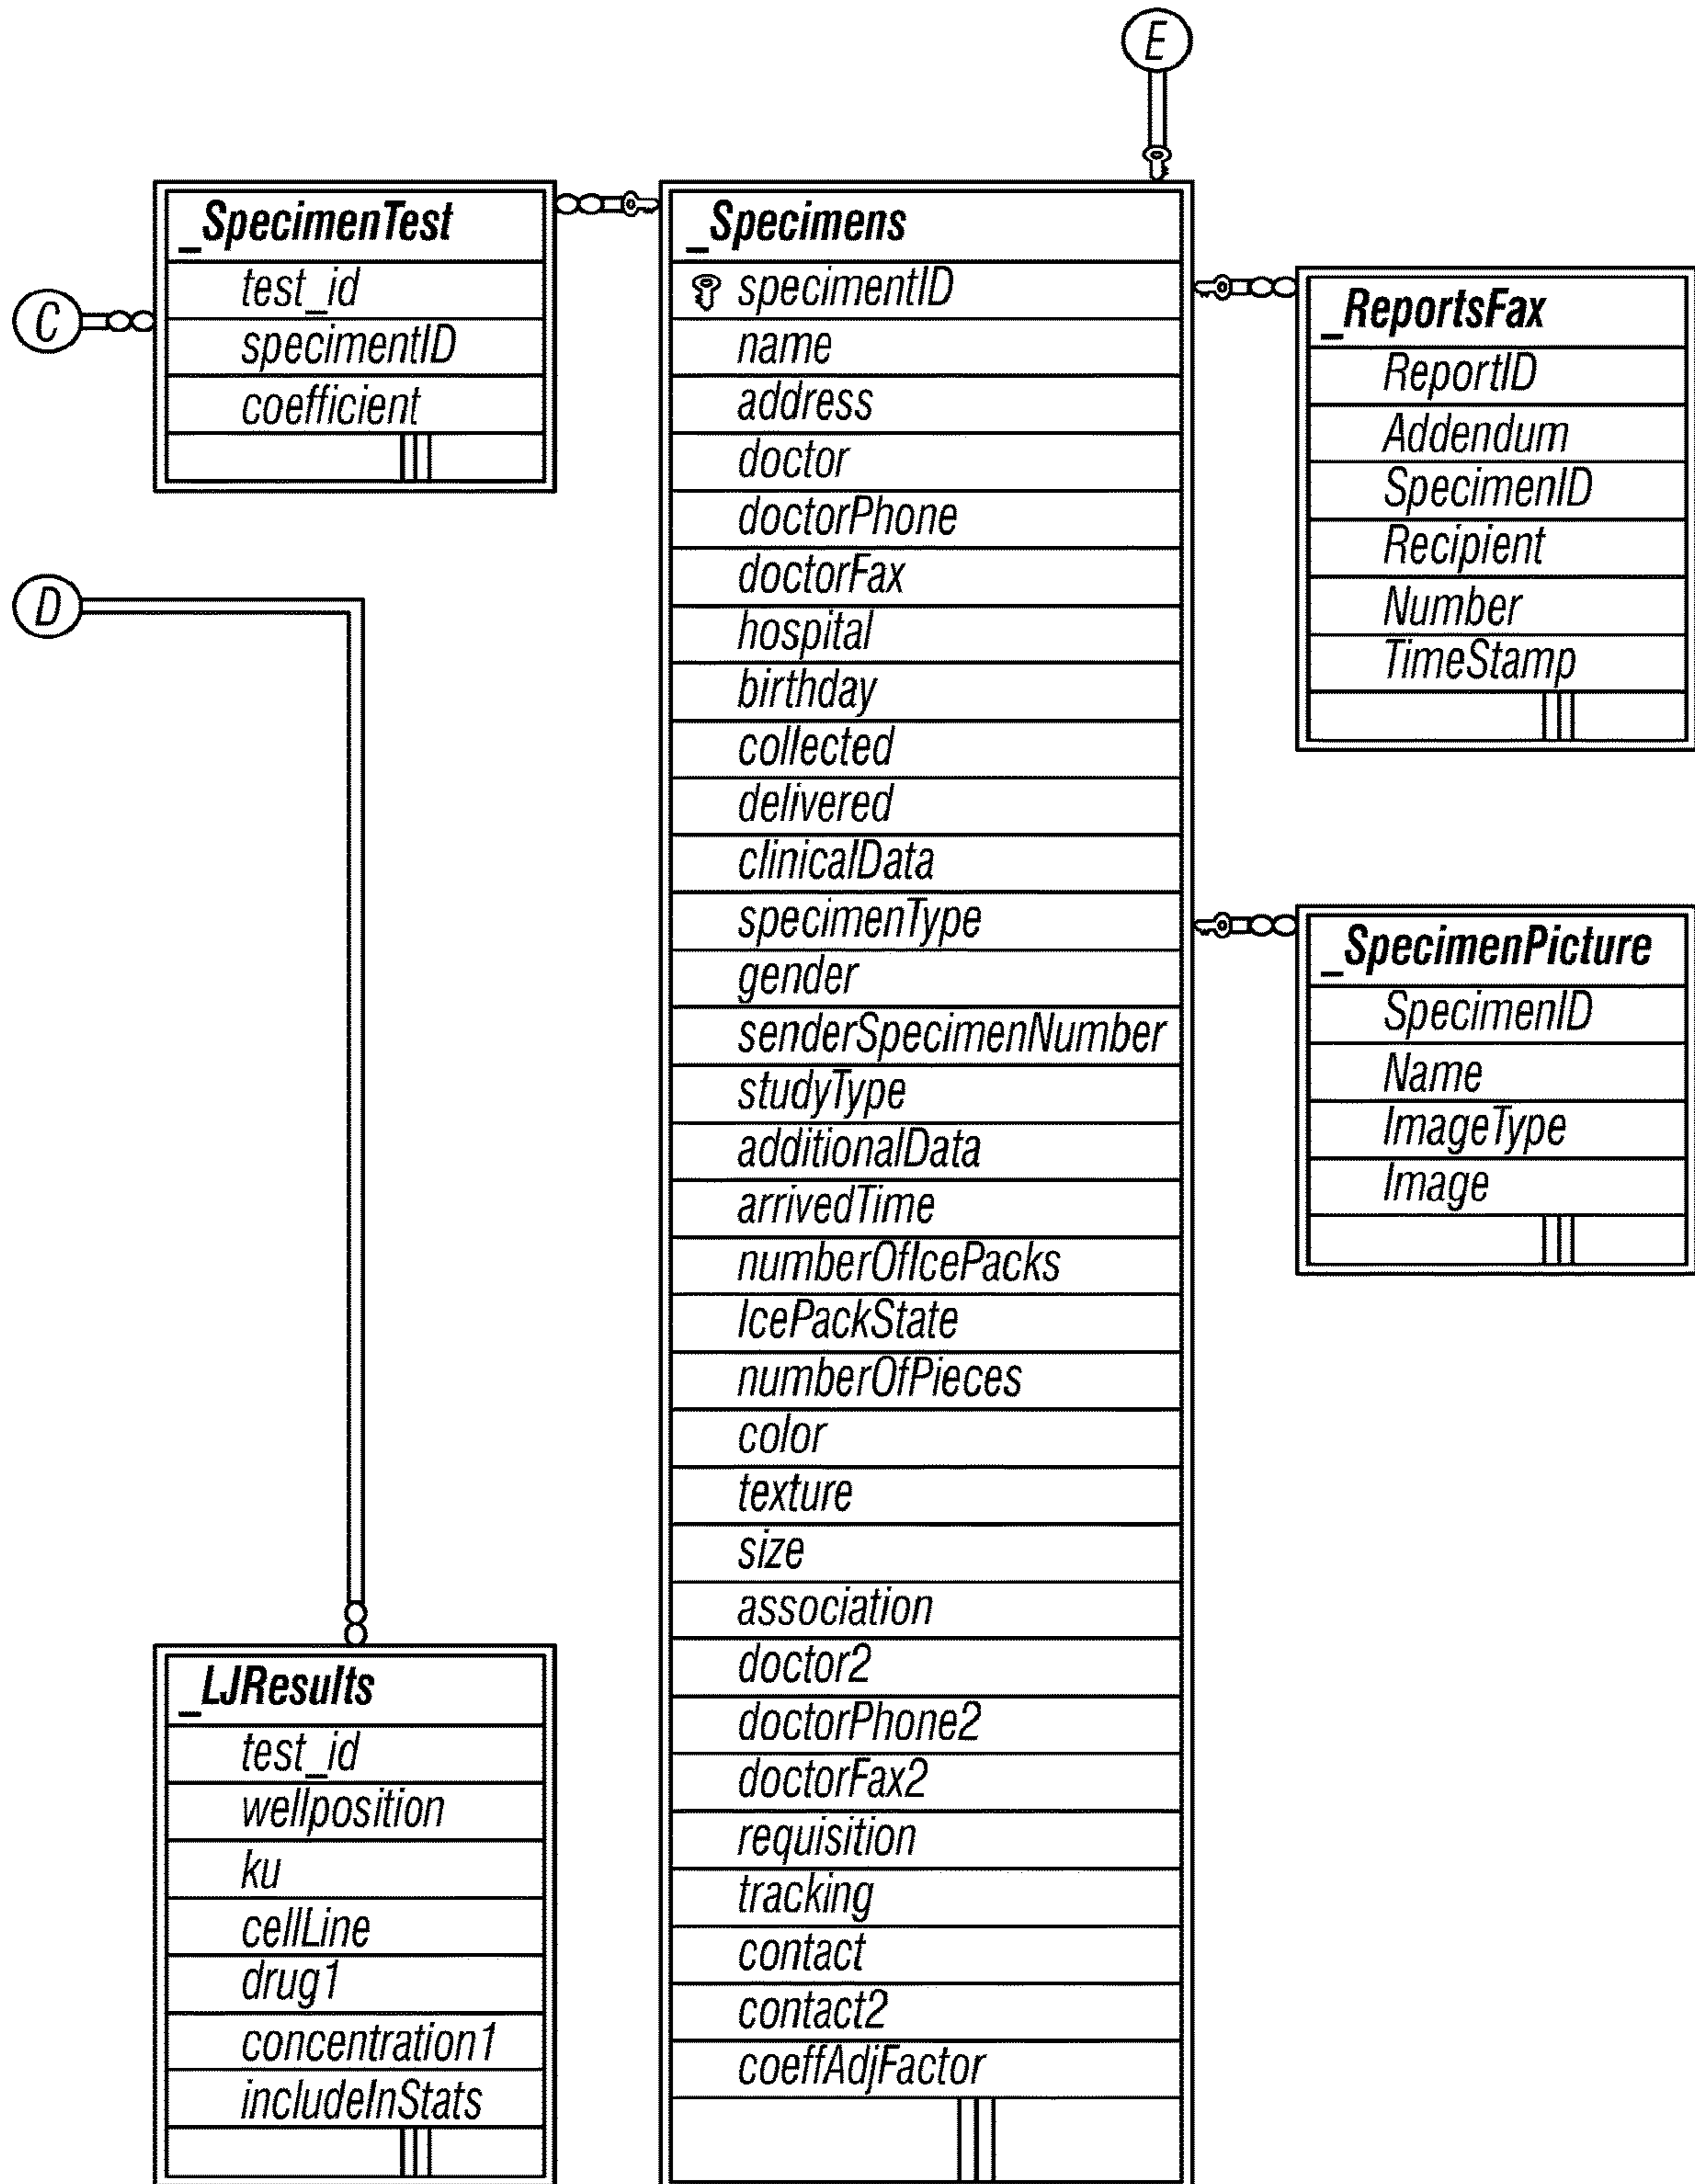 E
_SpecimenTest
test_id
specimentID
coefficient
C
D
_LJResults
test_id
wellposition
ku
cellLine
drug1
concentration1
includeInStats
_Specimens
specimentID
name
address
doctor
doctorPhone
doctorFax
hospital
birthday
collected
delivered
clinicalData
specimenType
gender
senderSpecimenNumber
studyType
additionalData
arrivedTime
numberOfIcePacks
IcePackState
numberOfPieces
color
texture
size
association
doctor2
doctorPhone2
doctorFax2
requisition
tracking
contact
contact2
coeffAdjFactor
_ReportsFax
ReportID
Addendum
SpecimenID
Recipient
Number
TimeStamp
_SpecimenPicture
SpecimenID
Name
ImageType
Image